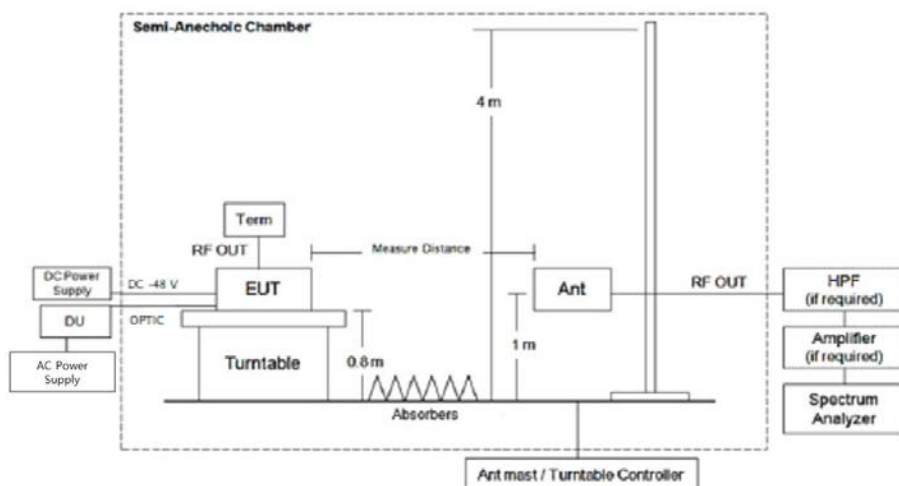 Semi-Anechoic Chamber
4 m
Term
RF OUT
Measure Distance
DC Power
Supply
DC -48 V
EUT
Ant
RF OUT
HPF
(if required)
DU
OPTIC
AC Power
Supply
Turntable
0.8 m
1 m
Amplifier
(if required)
Absorbers
Spectrum
Analyzer
Ant mast / Turntable Controller